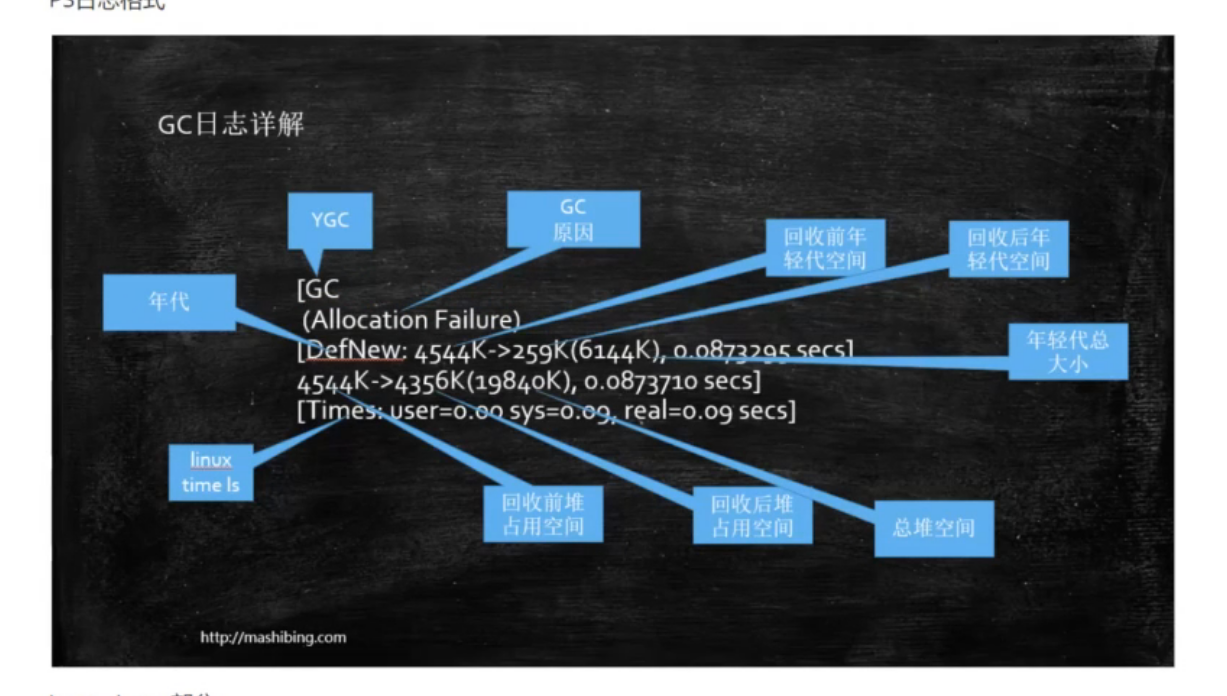 PS日志格式
GC日志详解
YGC
GC
原因
回收前年
轻代空间
回收后年
轻代空间
年代
[GC
(Allocation Failure)
[DefNew: 4544K->259K(6144K), 0.0873295 secs]
4544K->4356K(19840K), 0.0873710 secs]
[Times: user=0.00 sys=0.09, real=0.09 secs]
年轻代总
大小
linux
time ls
回收前堆
占用空间
回收后堆
占用空间
总堆空间
http://mashibing.com